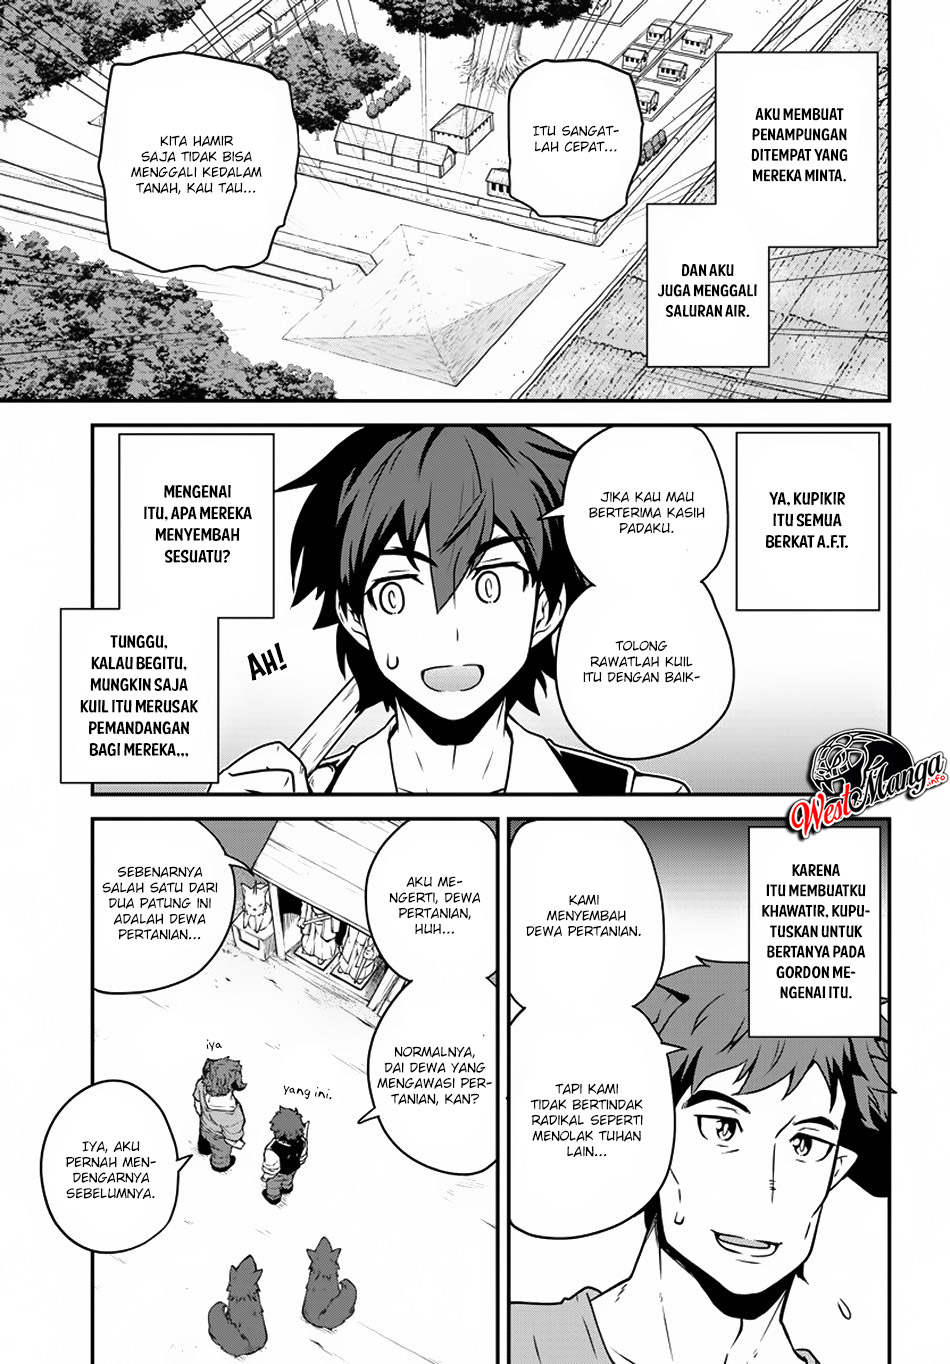 AKU MEMBUAT
PENAMPUNGAN
DITEMPAT YANG
MEREKA MINTA.
DAN AKU
JUGA MENGGALI
SALURAN AIR.
ITU SANGAT-
LAH CEPAT...
KITA HAMIR
SAJA TIDAK BISA
MENGGALI KEDALAM
TANAH, KAU TAU...
YA, KUPIKIR
ITU SEMUA
BERKAT A.F.T.
JIKA KAU MAU
BERTERIMA KASIH
PADAKU.
TOLONG
RAWATLAH KUIL
ITU DENGAN BAIK-
AH!
MENGENAI
ITU, APA MEREKA
MENYEMBAH
SESUATU?
TUNGGU,
KALAU BEGITU,
MUNGKIN SAJA
KUIL ITU MERUSAK
PEMANDANGAN
BAGI MEREKA,,,
WestManga
.info
KARENA
ITU MEMBUATKU
KHAWATIR, KUPU-
TUSKAN UNTUK
BERTANYA PADA
GORDON ME-
NGENAI ITU.
KAMI
MENYEMBAH
DEWA PERTANIAN.
TAPI KAMI
TIDAK BERTINDAK
RADIKAL SEPERTI
MENOLAK TUHAN
LAIN...
AKU ME-
NGERTI, DEWA
PERTANIAN,
HUH...
NORMALNYA,
DAI DEWA YANG
MENGAWASI PER-
TANIAN, KAN?
SEBENARNYA
SALAH SATU DARI
DUA PATUNG INI
ADALAH DEWA
PERTANIAN...
iya
yang ini.
IYA, AKU
PERNAH MEN-
DENGARNYA
SEBELUMNYA.